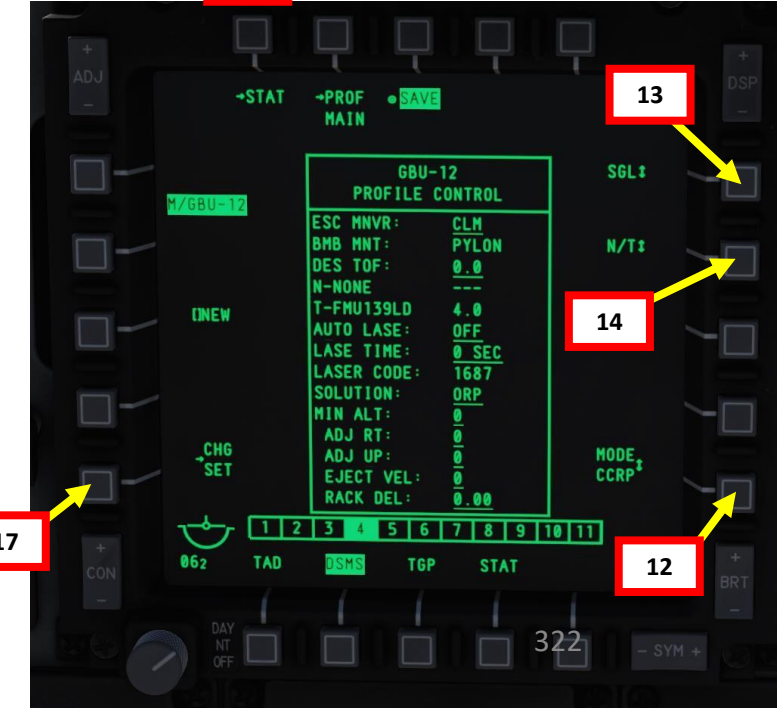 +
ADJ
−
+
DSP
−
13
→STAT
→PROF
MAIN
SAVE
GBU-12
PROFILE CONTROL
SGL↕
M/GBU-12
ESC MNVR: CLM
BMB MNT: PYLON
N/T↕
DES TOF: 0.0
N-NONE ---
[]NEW
T-FMU139LD 4.0
14
AUTO LASE: OFF
LASE TIME: 0 SEC
LASER CODE: 1687
SOLUTION: ORP
MIN ALT: 0
ADJ RT: 0
→CHG
SET
ADJ UP: 0
MODE↕
CCRP
EJECT VEL: 0
RACK DEL: 0.00
17
1 2 3 4 5 6 7 8 9 10 11
062
TAD DSMS TGP STAT
12
+
CON
−
+
BRT
−
DAY
NT
OFF
322
− SYM +